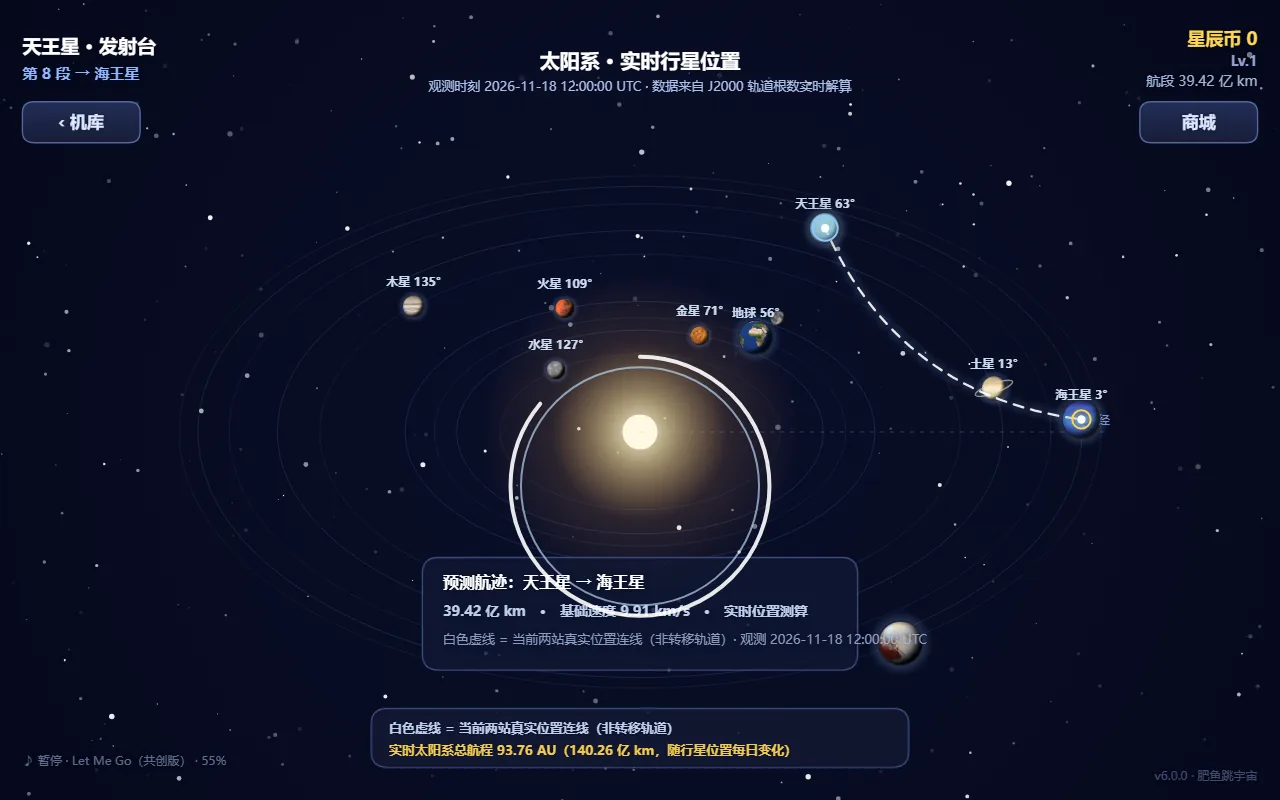 天王星 • 发射台
第 8 段 → 海王星
‹ 机库
太阳系 • 实时行星位置
观测时刻 2026-11-18 12:00:00 UTC · 数据来自 J2000 轨道根数实时解算
星辰币 0
Lv.1
航段 39.42 亿 km
商城
天王星 63°
木星 135°
火星 109°
金星 71°
地球 56°
水星 127°
土星 13°
海王星 3°
径
预测航迹：天王星 → 海王星
39.42 亿 km • 基础速度 9.91 km/s • 实时位置测算
白色虚线 = 当前两站真实位置连线（非转移轨道）· 观测 2026-11-18 12:00:00 UTC
白色虚线 = 当前两站真实位置连线（非转移轨道）
实时太阳系总航程 93.76 AU（140.26 亿 km，随行星位置每日变化）
♪ 暂停 · Let Me Go（共创版） · 55%
v6.0.0 · 肥鱼跳宇宙